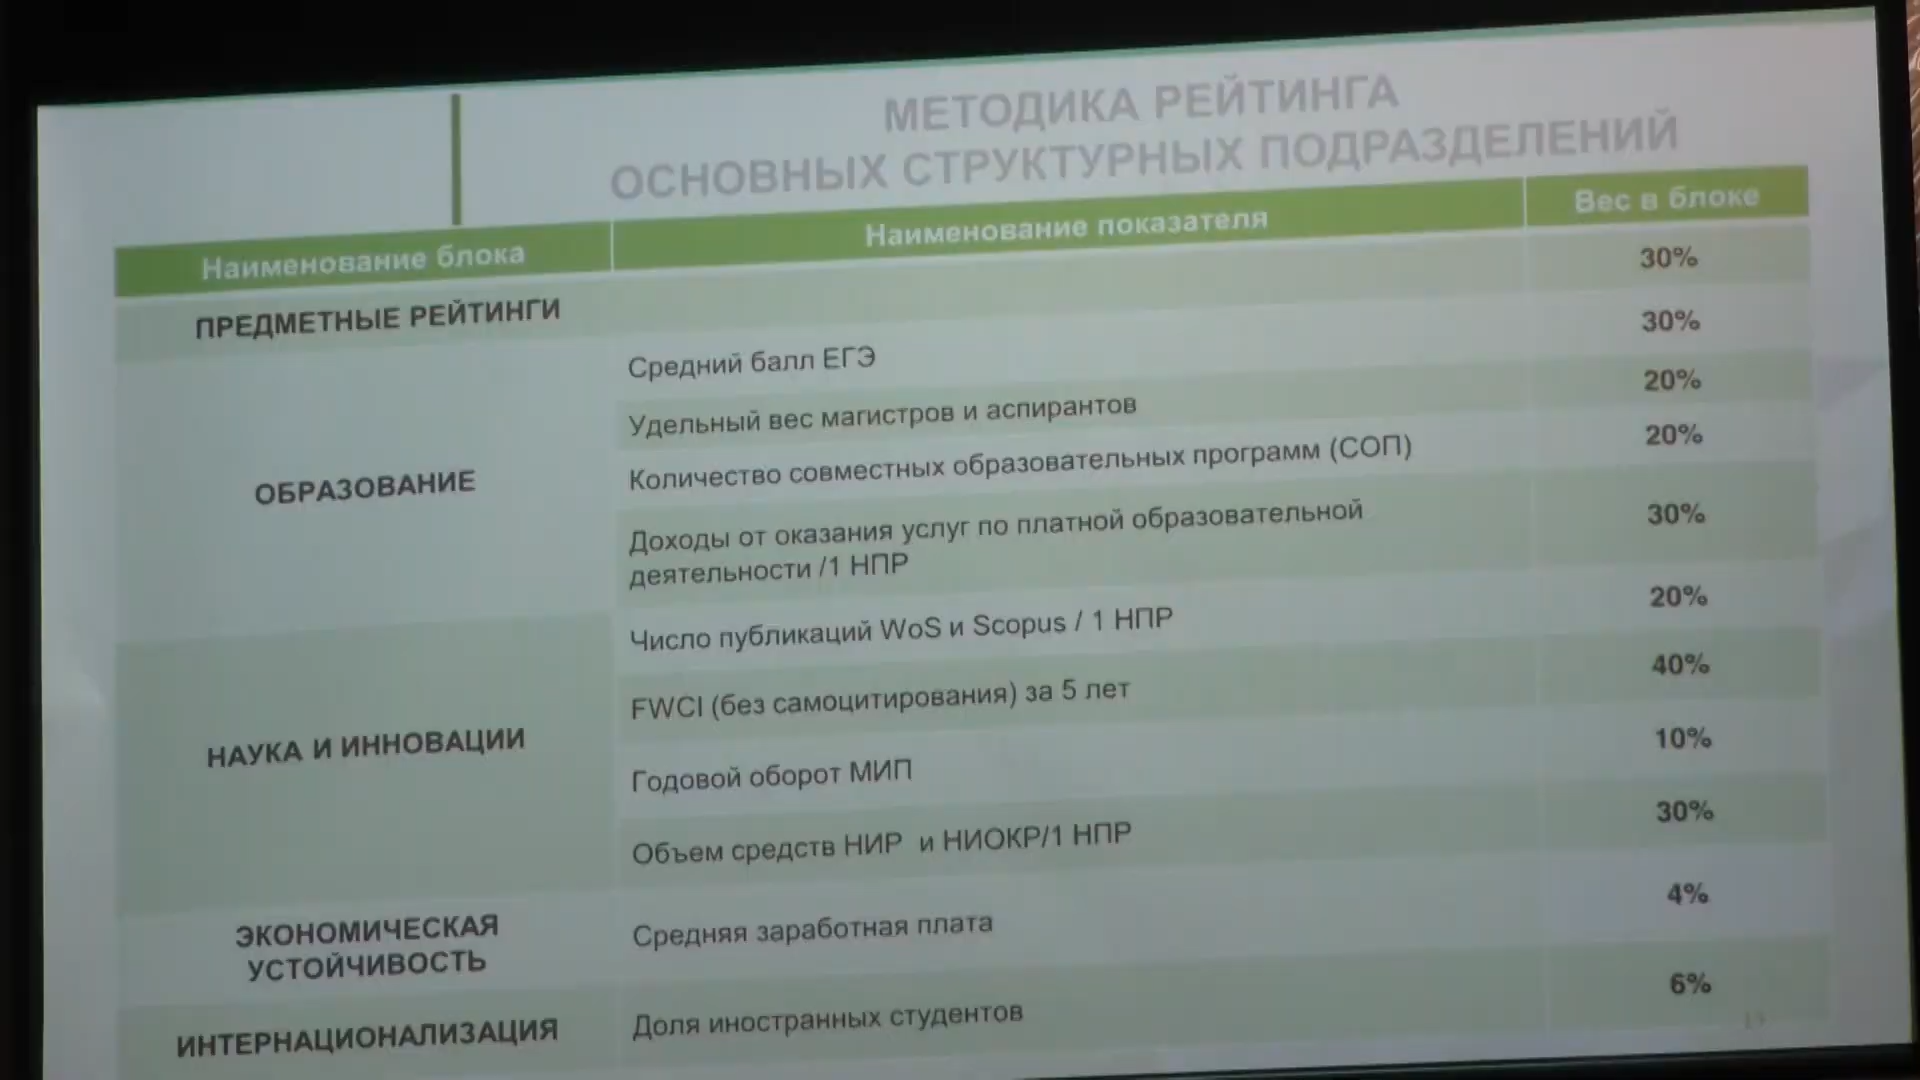 МЕТОДИКА РЕЙТИНГА
ОСНОВНЫХ СТРУКТУРНЫХ ПОДРАЗДЕЛЕНИЙ
Наименование блока Наименование показателя Вес в блоке
ПРЕДМЕТНЫЕ РЕЙТИНГИ 30%
ОБРАЗОВАНИЕ
Средний балл ЕГЭ 30%
Удельный вес магистров и аспирантов 20%
Количество совместных образовательных программ (СОП) 20%
Доходы от оказания услуг по платной образовательной
деятельности /1 НПР 30%
НАУКА И ИННОВАЦИИ
Число публикаций WoS и Scopus / 1 НПР 20%
FWCI (без самоцитирования) за 5 лет 40%
Годовой оборот МИП 10%
Объем средств НИР и НИОКР/1 НПР 30%
ЭКОНОМИЧЕСКАЯ
УСТОЙЧИВОСТЬ Средняя заработная плата 4%
ИНТЕРНАЦИОНАЛИЗАЦИЯ Доля иностранных студентов 6%